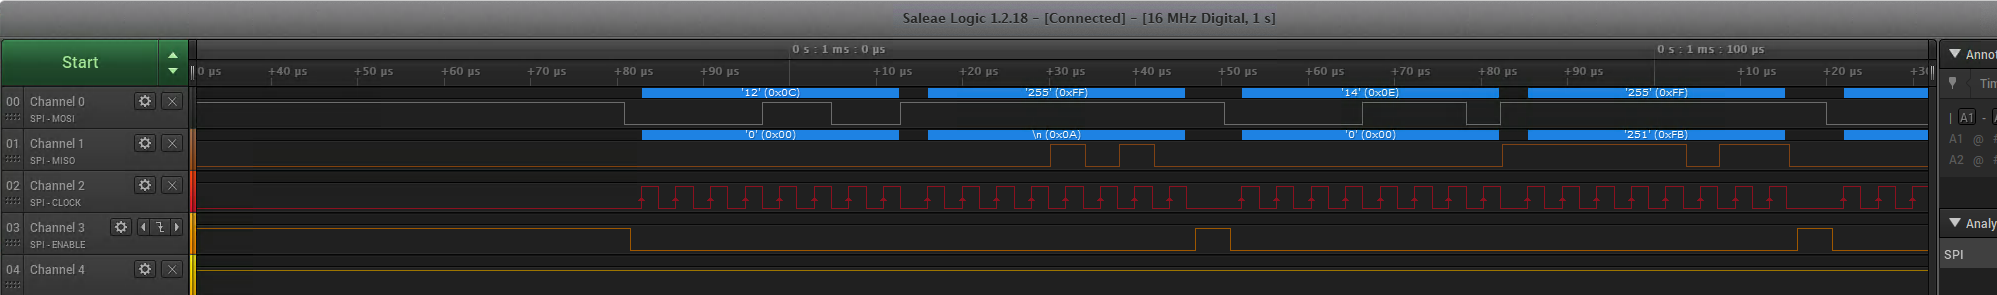 Saleae Logic 1.2.18 - [Connected] - [16 MHz Digital, 1 s]
Start
0 s : 1 ms : 0 µs 0 s : 1 ms : 100 µs
0 µs +40 µs +50 µs +60 µs +70 µs +80 µs +90 µs +10 µs +20 µs +30 µs +40 µs +50 µs +60 µs +70 µs +80 µs +90 µs +10 µs +20 µs
Annot
00 Channel 0
SPI - MOSI
'12' (0x0C) '255' (0xFF) '14' (0x0E) '255' (0xFF)
01 Channel 1
SPI - MISO
'0' (0x00) \n (0x0A) '0' (0x00) '251' (0xFB)
02 Channel 2
SPI - CLOCK
03 Channel 3
SPI - ENABLE
04 Channel 4
A1 -
A1 @
A2 @
Analy
SPI